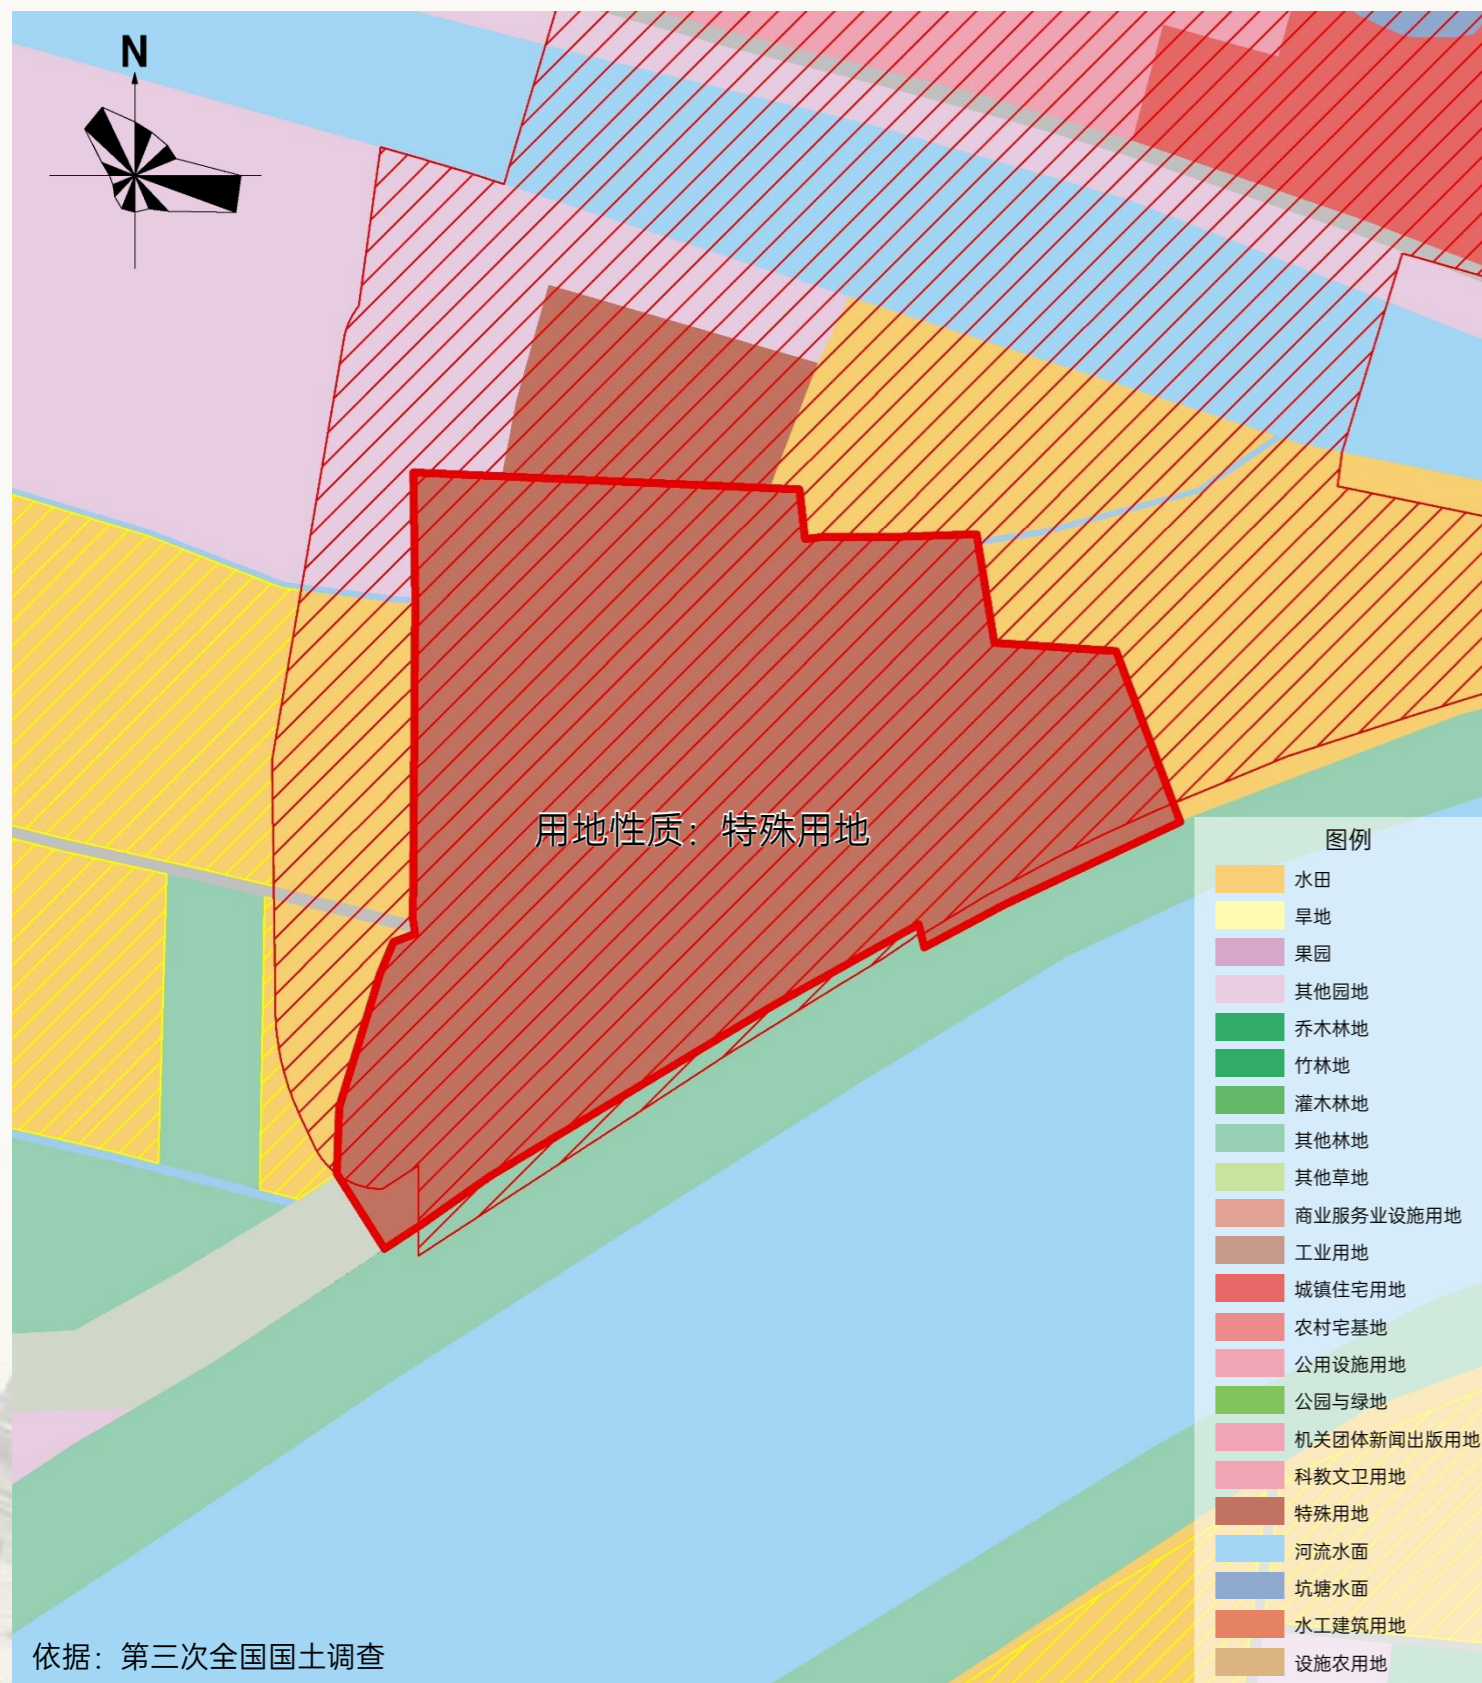 N
用地性质：特殊用地
图例
水田
旱地
果园
其他园地
乔木林地
竹林地
灌木林地
其他林地
其他草地
商业服务业设施用地
工业用地
城镇住宅用地
农村宅基地
公用设施用地
公园与绿地
机关团体新闻出版用地
科教文卫用地
特殊用地
河流水面
坑塘水面
水工建筑用地
设施农用地
依据：第三次全国国土调查